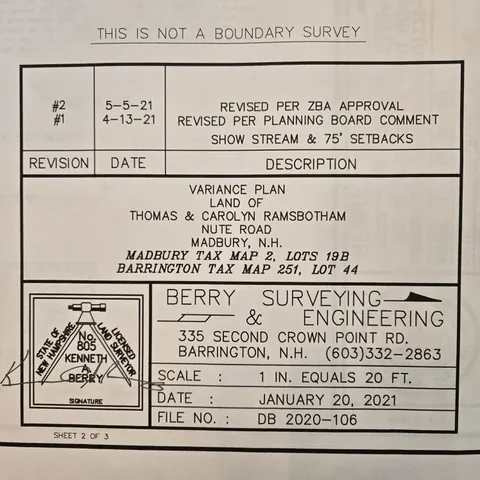 THIS IS NOT A BOUNDARY SURVEY
#2 5-5-21 REVISED PER ZBA APPROVAL
#1 4-13-21 REVISED PER PLANNING BOARD COMMENT
SHOW STREAM & 75' SETBACKS
REVISION DATE DESCRIPTION
VARIANCE PLAN
LAND OF
THOMAS & CAROLYN RAMSBOTHAM
NUTE ROAD
MADBURY, N.H.
MADBURY TAX MAP 2, LOTS 19B
BARRINGTON TAX MAP 251, LOT 44
STATE OF
NEW HAMPSHIRE
LICENSED
LAND SURVEYOR
No.
805
KENNETH
A.
BERRY
SIGNATURE
BERRY SURVEYING
& ENGINEERING
335 SECOND CROWN POINT RD.
BARRINGTON, N.H. (603)332-2863
SCALE : 1 IN. EQUALS 20 FT.
DATE : JANUARY 20, 2021
FILE NO. : DB 2020-106
SHEET 2 OF 3